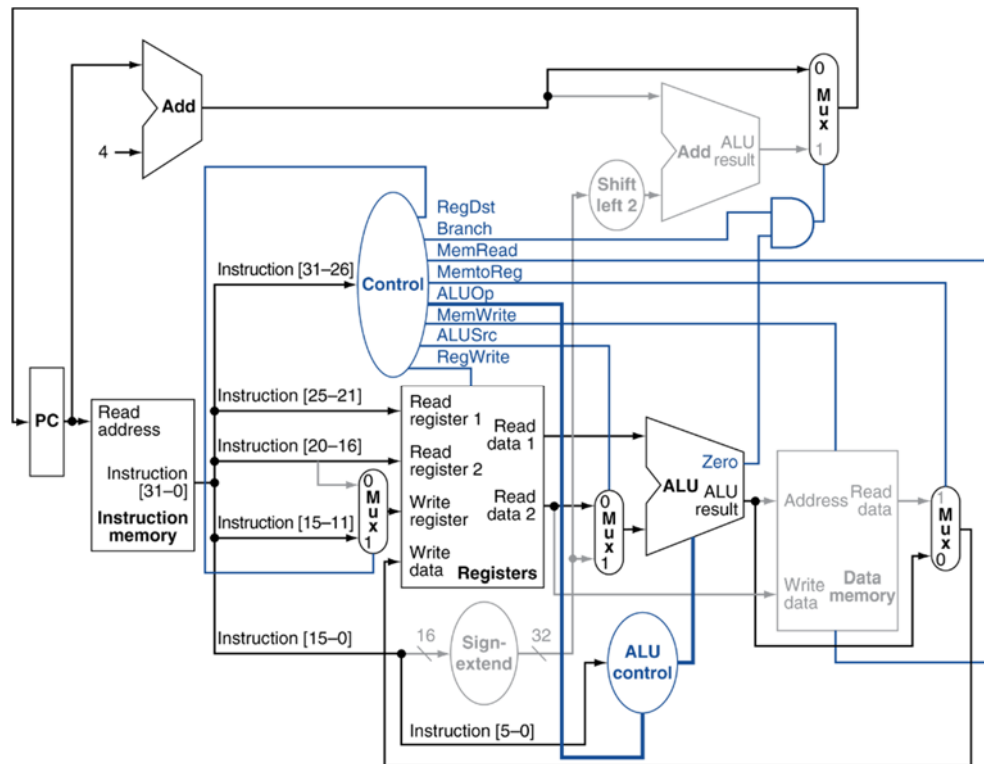 0
Mux
1
Add
4
Add
ALU
result
Shift
left 2
RegDst
Branch
MemRead
MemtoReg
ALUOp
MemWrite
ALUSrc
RegWrite
Control
Instruction [31–26]
Instruction [25–21]
Instruction [20–16]
Instruction [15–11]
Instruction [15–0]
Instruction [5–0]
PC
Read
address
Instruction
[31–0]
Instruction
memory
0
Mux
1
Read
register 1
Read
register 2
Write
register
Write
data
Read
data 1
Read
data 2
Registers
0
Mux
1
Zero
ALU
ALU
result
Address
Read
data
Write
data
Data
memory
1
Mux
0
16
Sign-
extend
32
ALU
control